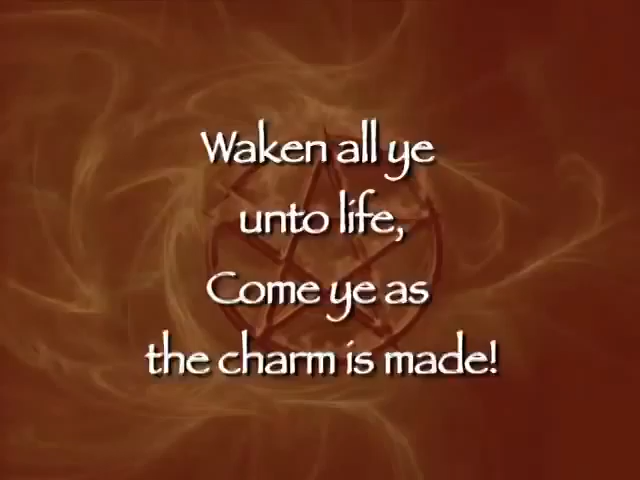 Waken all ye
unto life,
Come ye as
the charm is made!